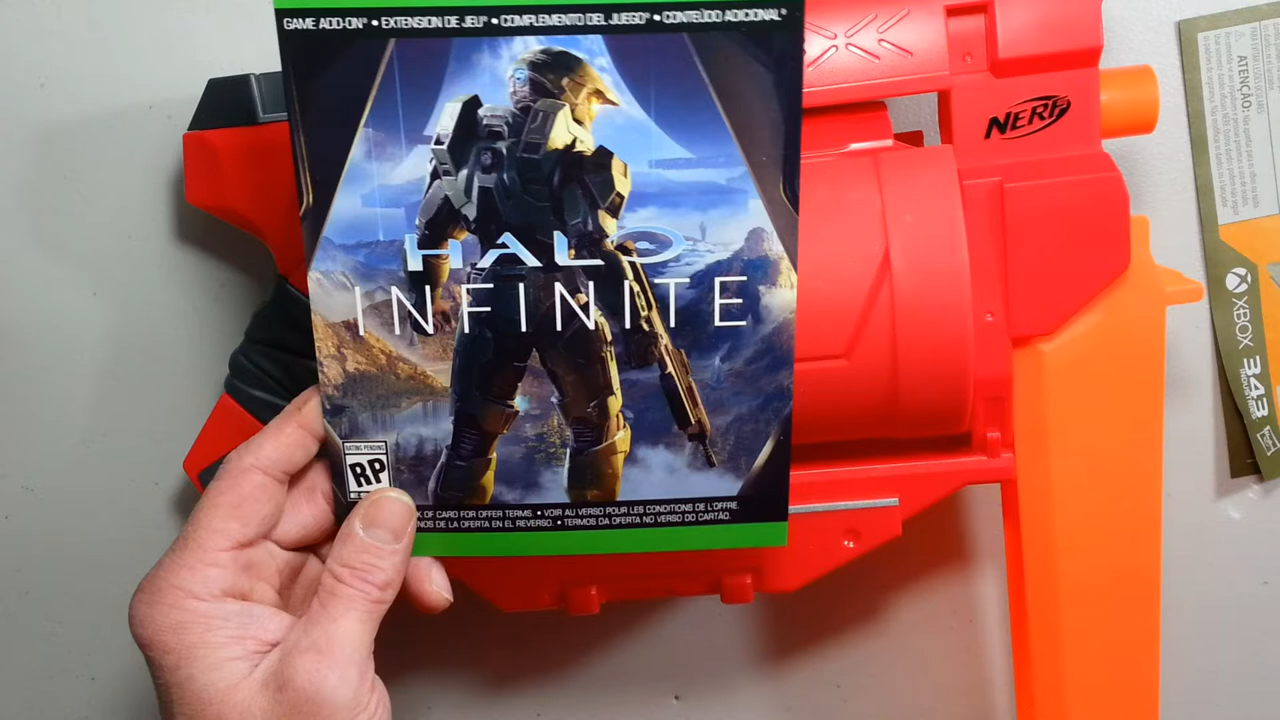 GAME ADD-ON* • EXTENSION DE JEU* • COMPLEMENTO DEL JUEGO* • CONTEÚDO ADICIONAL*
HALO
INFINITE
RATING PENDING
RP
K OF CARD FOR OFFER TERMS. • VOIR AU VERSO POUR LES CONDITIONS DE L'OFFRE.
NOS DE LA OFERTA EN EL REVERSO. • TERMOS DA OFERTA NO VERSO DO CARTÃO.
NERF
ATENÇÃO:
XBOX
343
INDUSTRIES